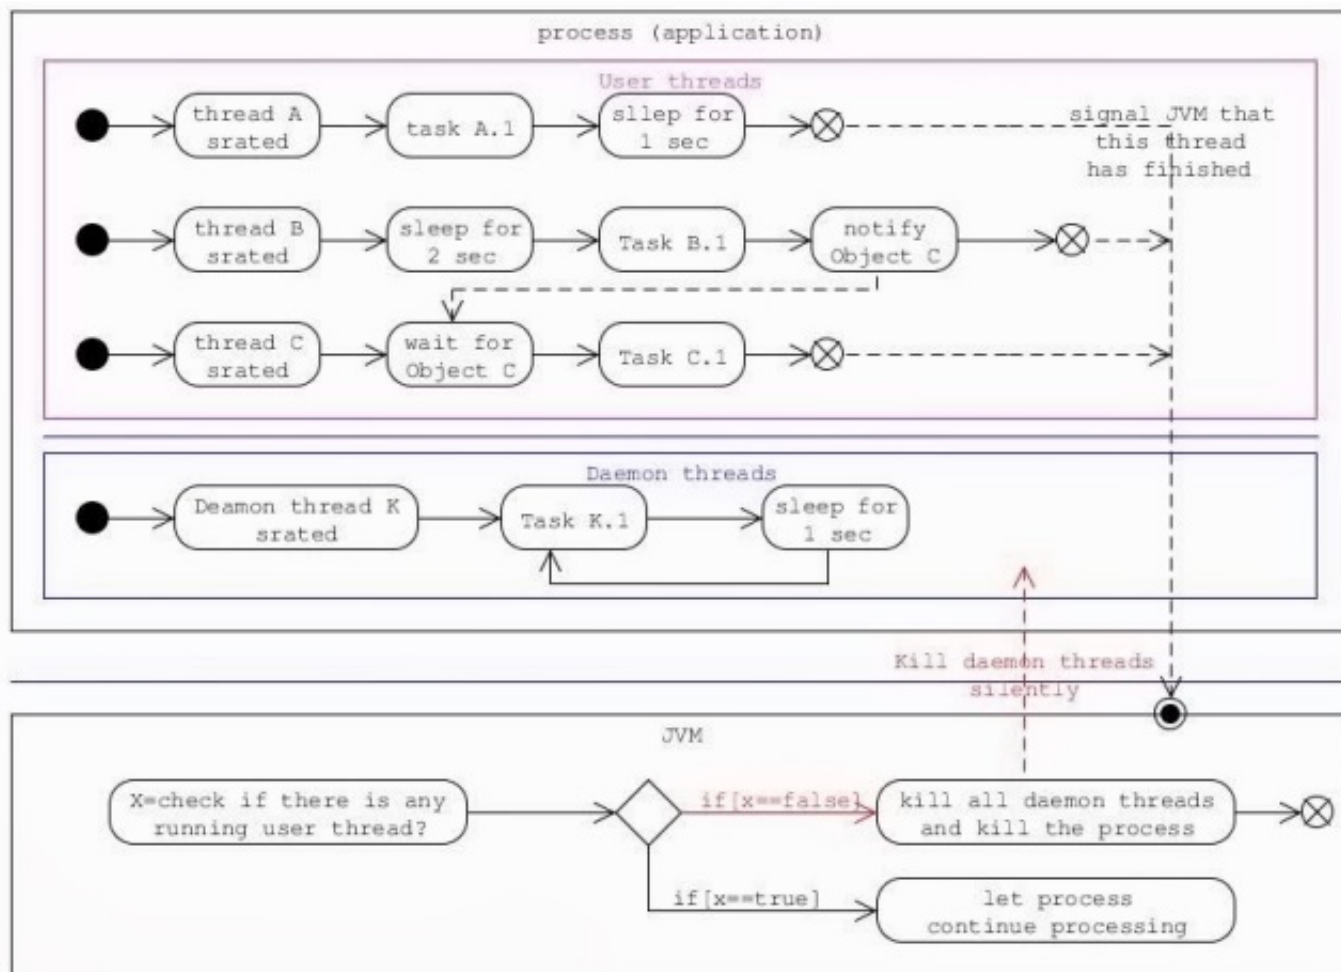 process (application)
User threads
thread A
srated
task A.1
sllep for
1 sec
signal JVM that
this thread
has finished
thread B
srated
sleep for
2 sec
Task B.1
notify
Object C
thread C
srated
wait for
Object C
Task C.1
Daemon threads
Deamon thread K
srated
Task K.1
sleep for
1 sec
Kill daemon threads
silently
JVM
X=check if there is any
running user thread?
if[x==false]
kill all daemon threads
and kill the process
if[x==true]
let process
continue processing